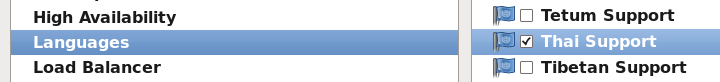 High Availability
Languages
Load Balancer
Tetum Support
Thai Support
Tibetan Support